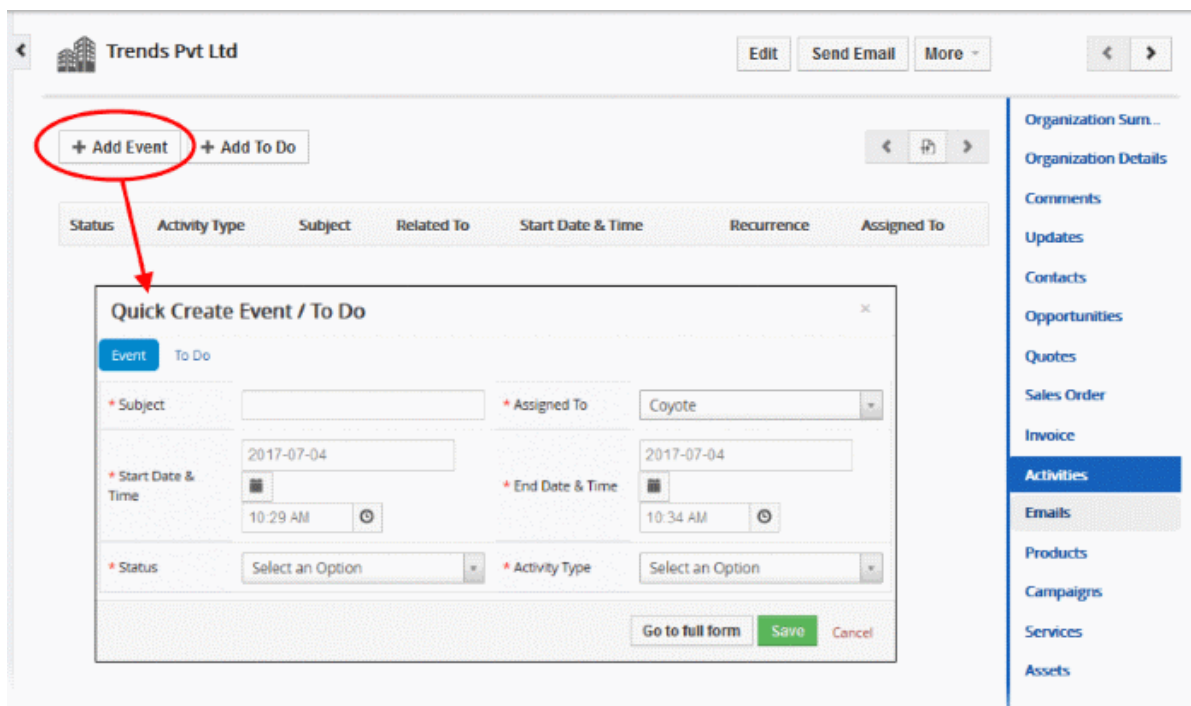 Trends Pvt Ltd
Edit Send Email More
+ Add Event + Add To Do
Status Activity Type Subject Related To Start Date & Time Recurrence Assigned To
Quick Create Event / To Do
Event To Do
* Subject
* Assigned To Coyote
* Start Date &
Time
2017-07-04
10:29 AM
* End Date & Time
2017-07-04
10:34 AM
* Status Select an Option
* Activity Type Select an Option
Go to full form Save Cancel
Organization Sum...
Organization Details
Comments
Updates
Contacts
Opportunities
Quotes
Sales Order
Invoice
Activities
Emails
Products
Campaigns
Services
Assets